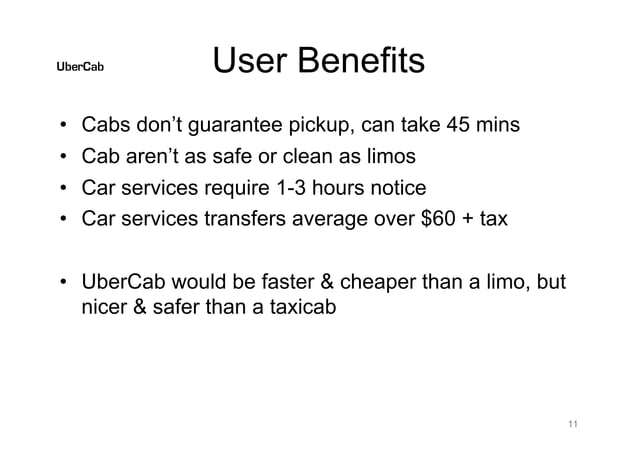 UberCab
User Benefits
• Cabs don’t guarantee pickup, can take 45 mins
• Cab aren’t as safe or clean as limos
• Car services require 1-3 hours notice
• Car services transfers average over $60 + tax
• UberCab would be faster & cheaper than a limo, but
nicer & safer than a taxicab
11